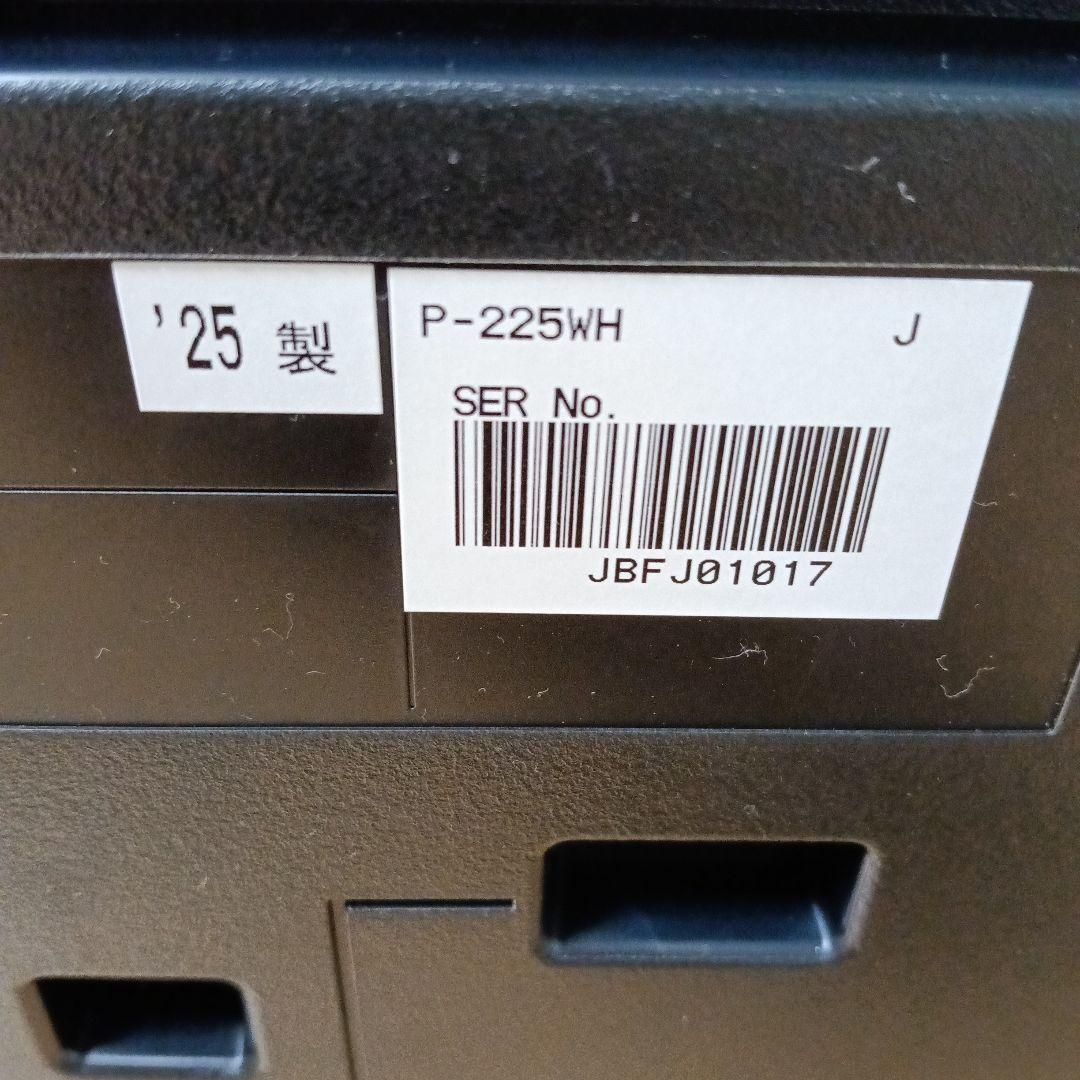 '25 製
P-225WH J
SER No.
JBFJ01017